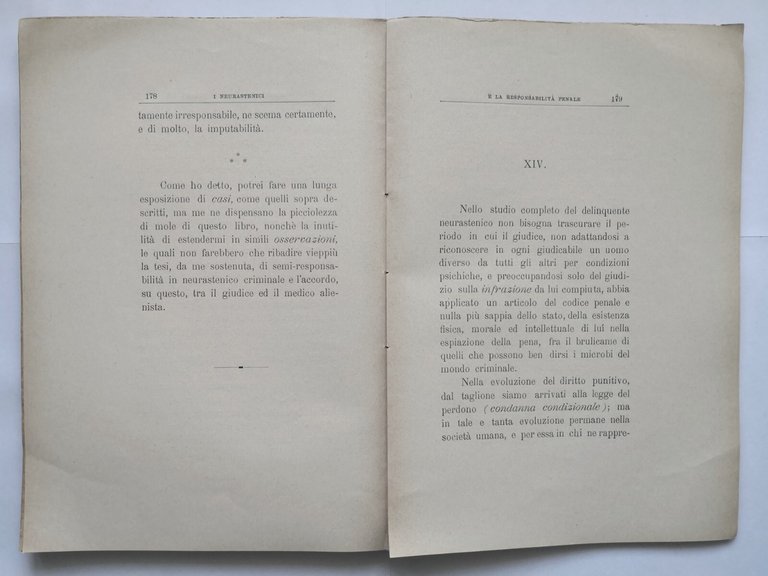 178 I NEURASTENICI
tamente irresponsabile, ne scema certamente,
e di molto, la imputabilità.
* * *
Come ho detto, potrei fare una lunga
esposizione di casi, come quelli sopra de-
scritti, ma me ne dispensano la picciolezza
di mole di questo libro, nonchè la inuti-
lità di estendermi in simili osservazioni,
le quali non farebbero che ribadire vieppiù
la tesi, da me sostenuta, di semi-responsa-
bilità in neurastenico criminale e l'accordo,
su questo, tra il giudice ed il medico alie-
nista.
E LA RESPONSABILITÀ PENALE 179
XIV.
Nello studio completo del delinquente
neurastenico non bisogna trascurare il pe-
riodo in cui il giudice, non adattandosi a
riconoscere in ogni giudicabile un uomo
diverso da tutti gli altri per condizioni
psichiche, e preoccupandosi solo del giudi-
zio sulla infrazione da lui compiuta, abbia
applicato un articolo del codice penale e
nulla più sappia dello stato, della esistenza
fisica, morale ed intellettuale di lui nella
espiazione della pena, fra il brulicame di
quelli che possono ben dirsi i microbi del
mondo criminale.
Nella evoluzione del diritto punitivo,
dal taglione siamo arrivati alla legge del
perdono (condanna condizionale); ma
in tale e tanta evoluzione permane nella
società umana, e per essa in chi ne rappre-